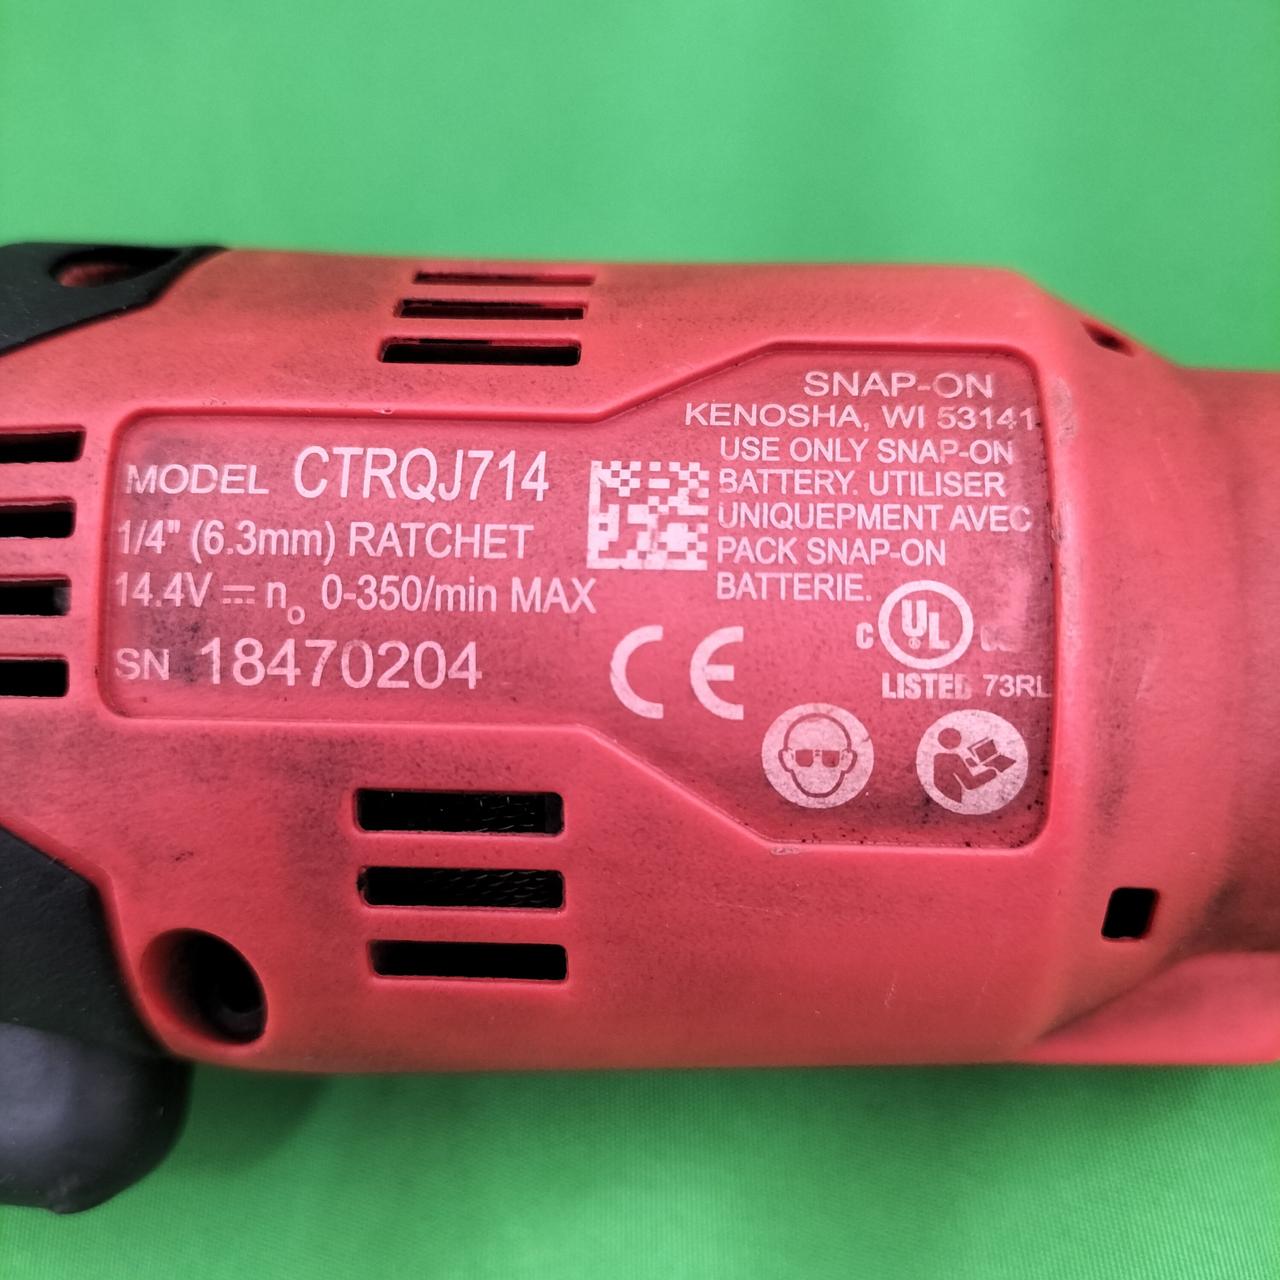 MODEL CTRQJ714
1/4" (6.3mm) RATCHET
14.4V ⎓ nₒ 0-350/min MAX
SN 18470204
SNAP-ON
KENOSHA, WI 53141
USE ONLY SNAP-ON
BATTERY. UTILISER
UNIQUEPMENT AVEC
PACK SNAP-ON
BATTERIE.
CE
C UL
LISTED 73RL